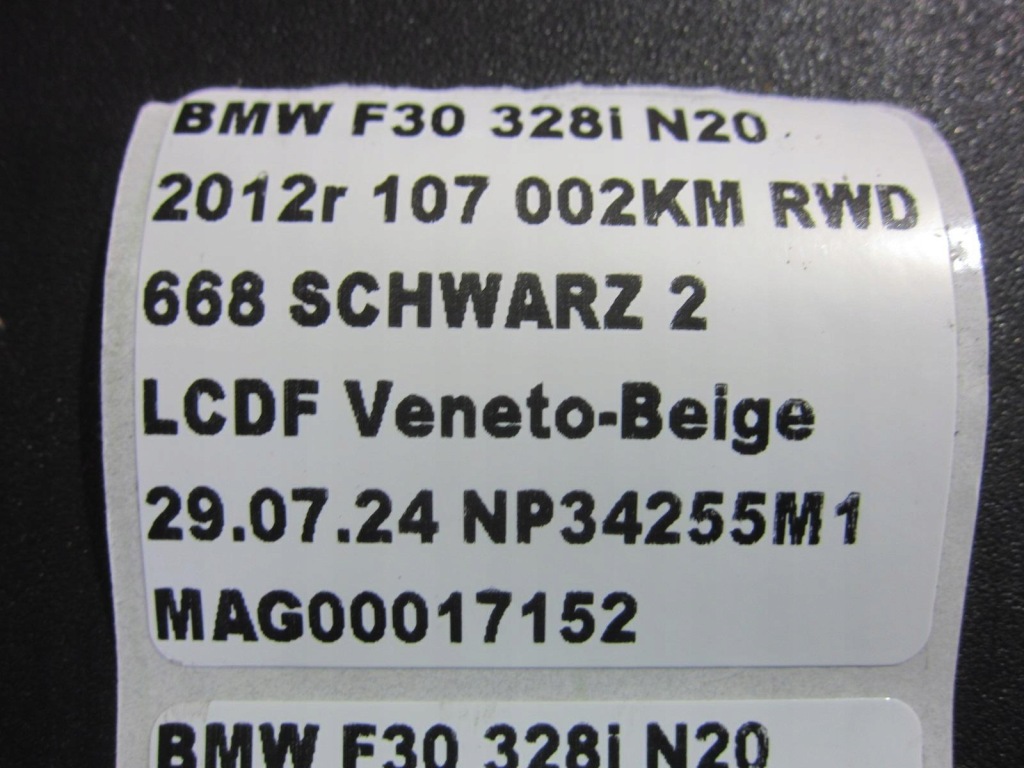 BMW F30 328i N20
2012r 107 002KM RWD
668 SCHWARZ 2
LCDF Veneto-Beige
29.07.24 NP34255M1
MAG00017152
BMW F30 328i N20